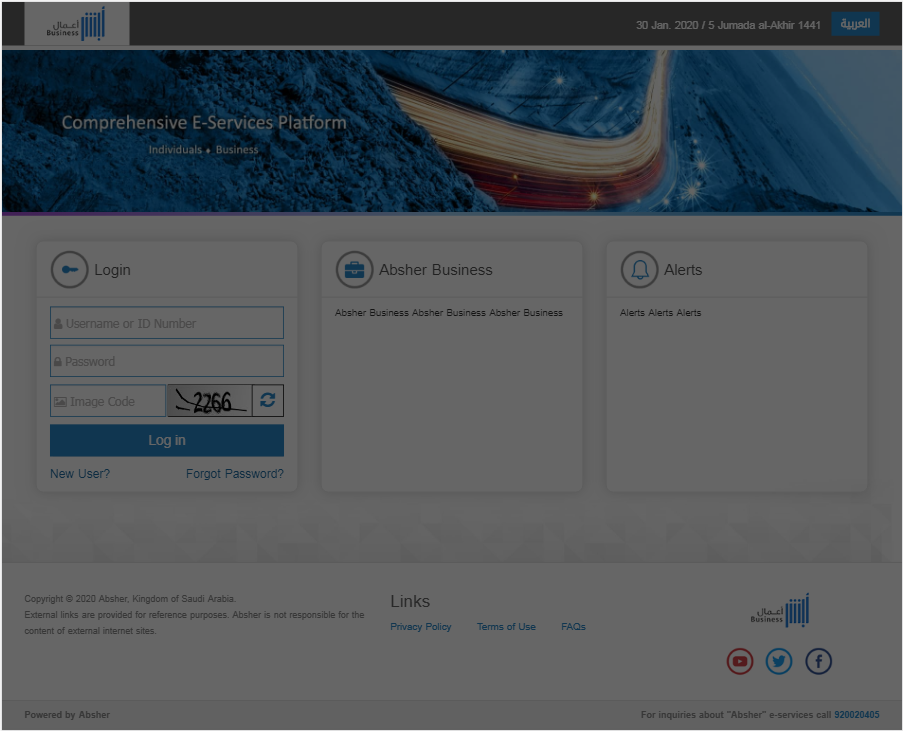 أعمال
Business
30 Jan. 2020 / 5 Jumada al-Akhir 1441
العربية
Comprehensive E-Services Platform
Individuals • Business
Login
Username or ID Number
Password
Image Code
2266
Log in
New User?
Forgot Password?
Absher Business
Absher Business Absher Business Absher Business
Alerts
Alerts Alerts Alerts
Copyright © 2020 Absher, Kingdom of Saudi Arabia.
External links are provided for reference purposes. Absher is not responsible for the
content of external internet sites.
Links
Privacy Policy
Terms of Use
FAQs
أعمال
Business
Powered by Absher
For inquiries about "Absher" e-services call 920020405